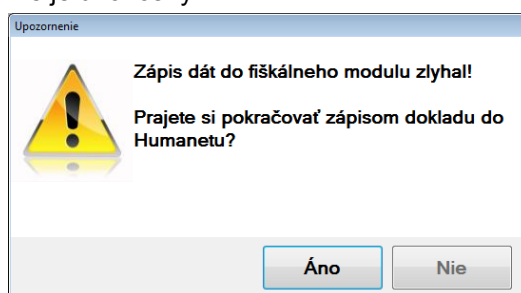 Upozornenie
Zápis dát do fiškálneho modulu zlyhal!
Prajete si pokračovať zápisom dokladu do
Humanetu?
Áno
Nie